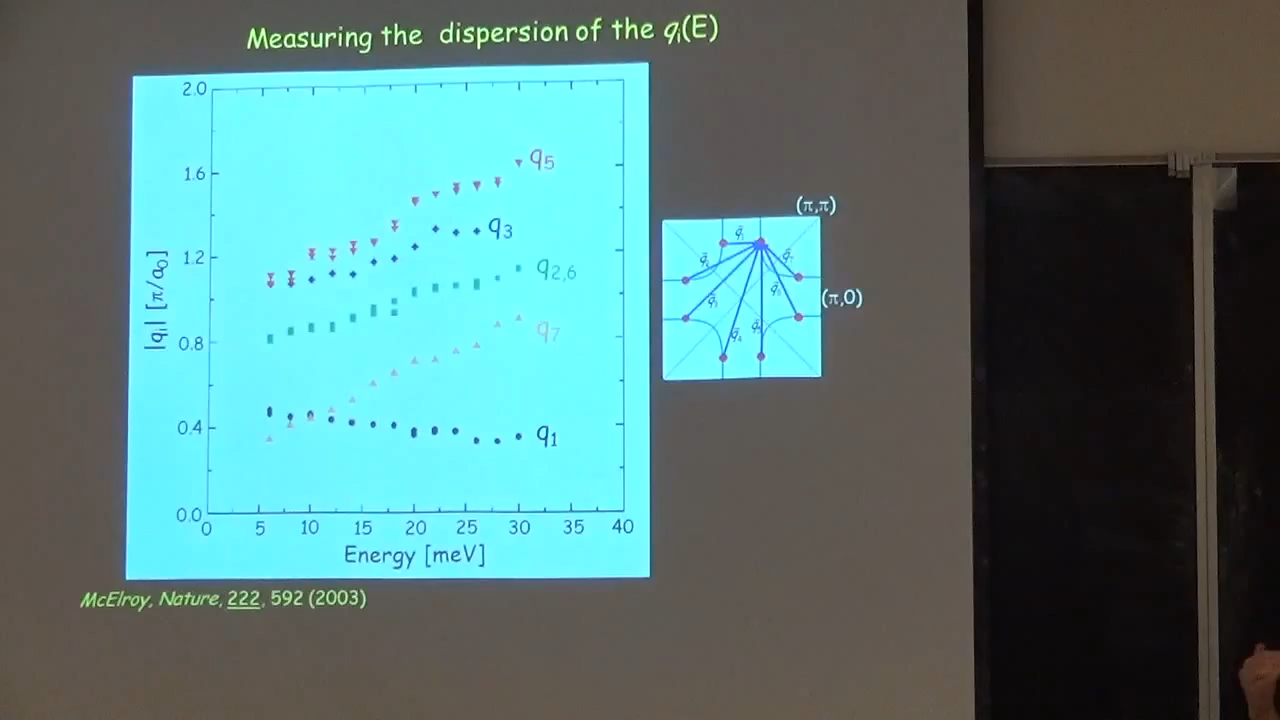 Measuring the dispersion of the qi(E)
2.0
1.6
1.2
0.8
0.4
0.0
|qi| [π/a0]
q5
q3
q2,6
q7
q1
0 5 10 15 20 25 30 35 40
Energy [meV]
(π,π)
(π,0)
McElroy, Nature, 222, 592 (2003)